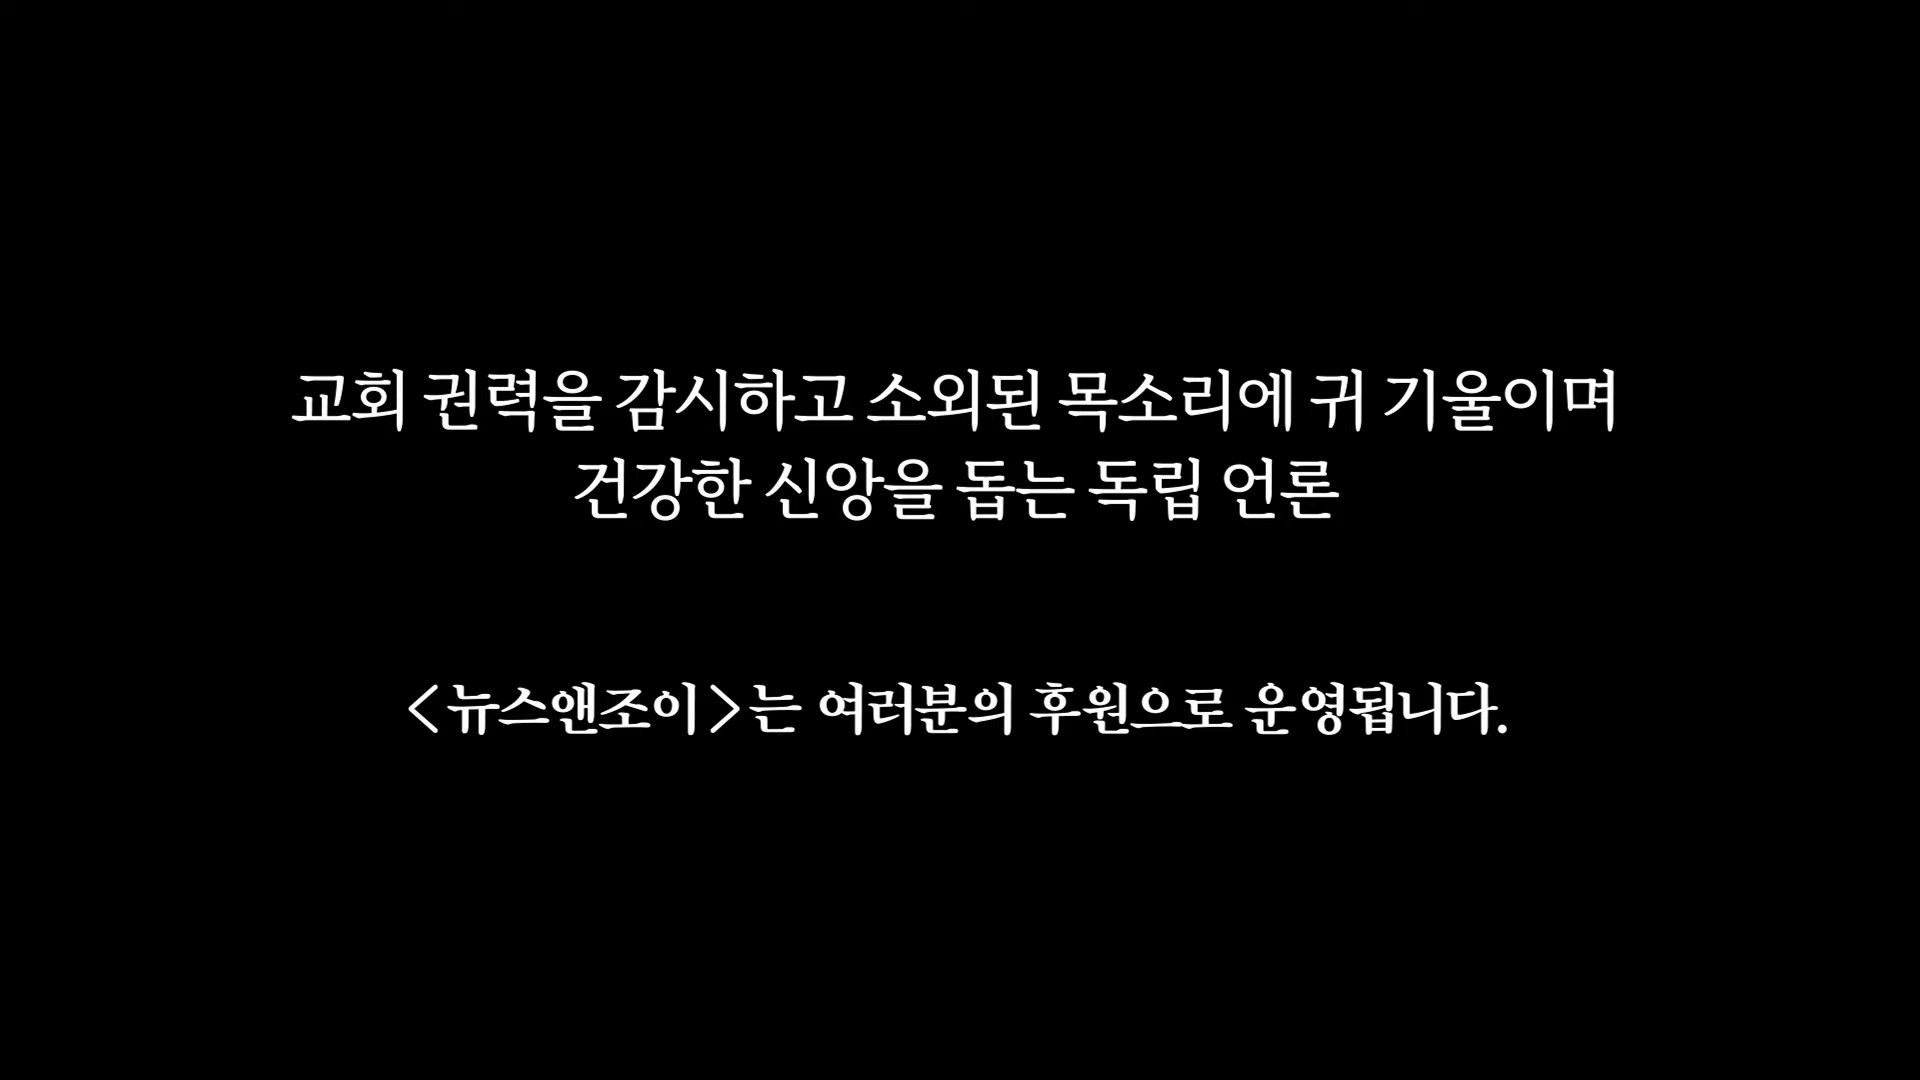 교회 권력을 감시하고 소외된 목소리에 귀 기울이며
건강한 신앙을 돕는 독립 언론
<뉴스앤조이>는 여러분의 후원으로 운영됩니다.